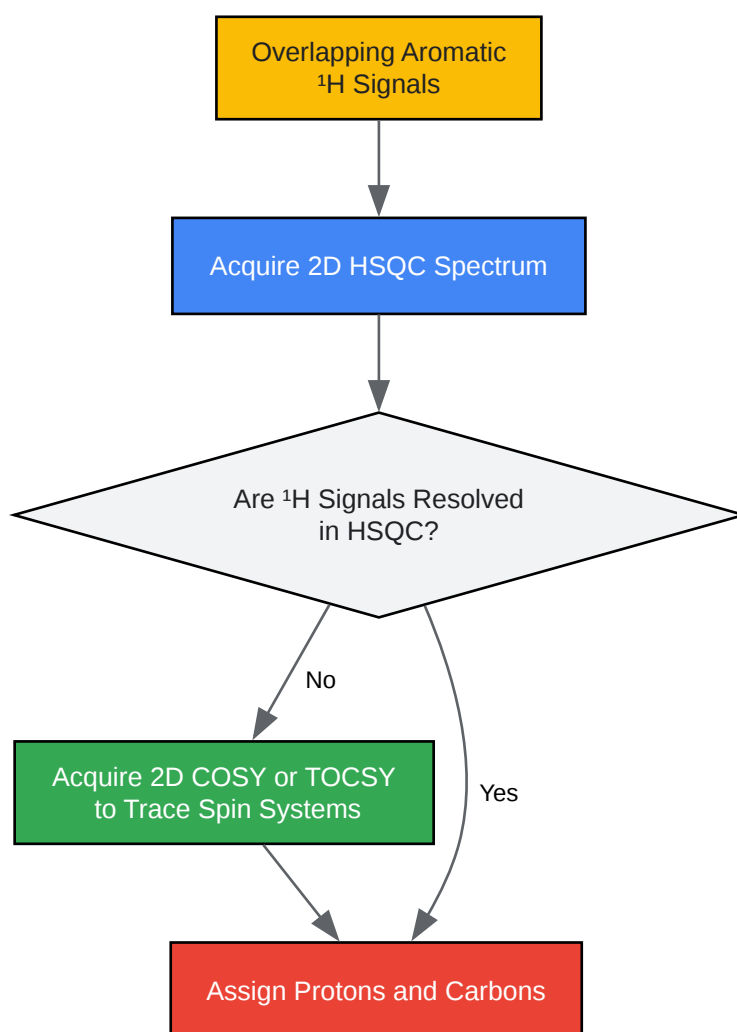 Overlapping Aromatic
¹H Signals
Acquire 2D HSQC Spectrum
Are ¹H Signals Resolved
in HSQC?
No
Acquire 2D COSY or TOCSY
to Trace Spin Systems
Yes
Assign Protons and Carbons